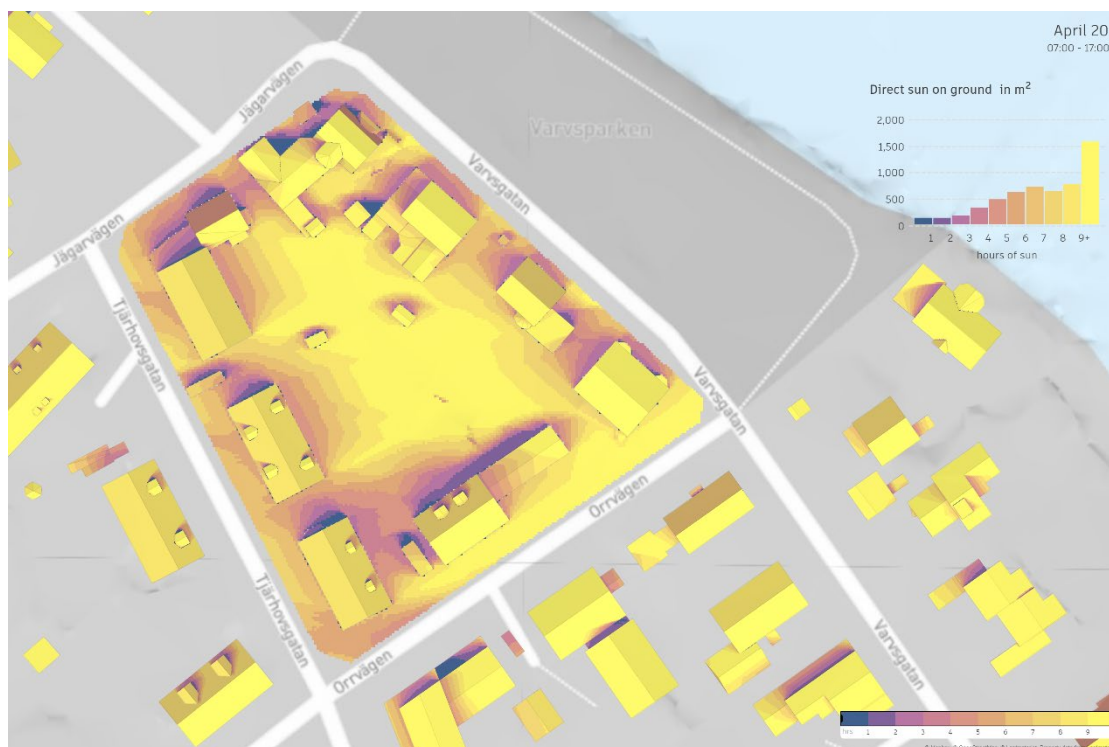 April 20
07:00 - 17:00
Direct sun on ground in m²
2,000
1,500
1,000
500
0
1 2 3 4 5 6 7 8 9+
hours of sun
Varvsparken
Jägarvägen
Varvsgatan
Jägarvägen
Tjärhovsgatan
Varvsgatan
Orrvägen
Tjärhovsgatan
Varvsgatan
Orrvägen
hrs 1 2 3 4 5 6 7 8 9